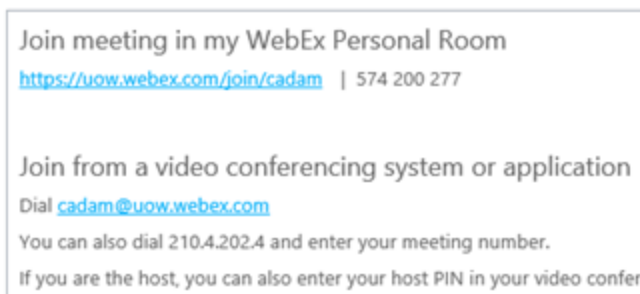 Join meeting in my WebEx Personal Room
https://uow.webex.com/join/cadam | 574 200 277
Join from a video conferencing system or application
Dial cadam@uow.webex.com
You can also dial 210.4.202.4 and enter your meeting number.
If you are the host, you can also enter your host PIN in your video confer